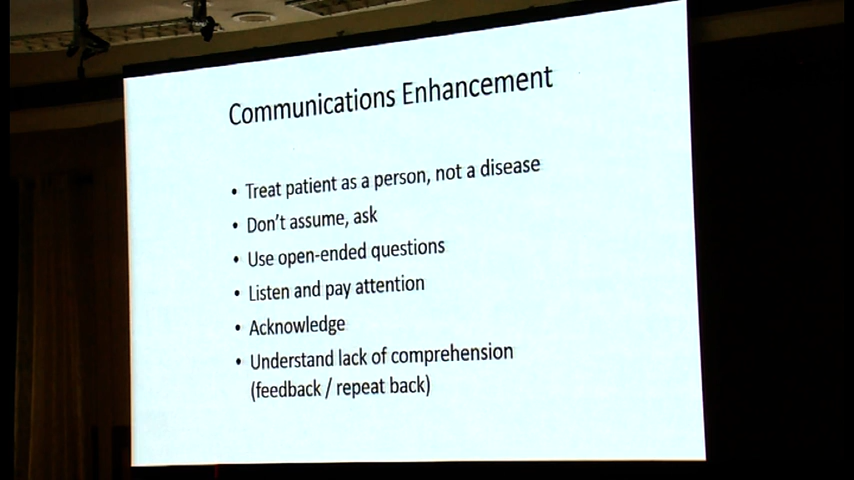 Communications Enhancement
• Treat patient as a person, not a disease
• Don't assume, ask
• Use open-ended questions
• Listen and pay attention
• Acknowledge
• Understand lack of comprehension
(feedback / repeat back)